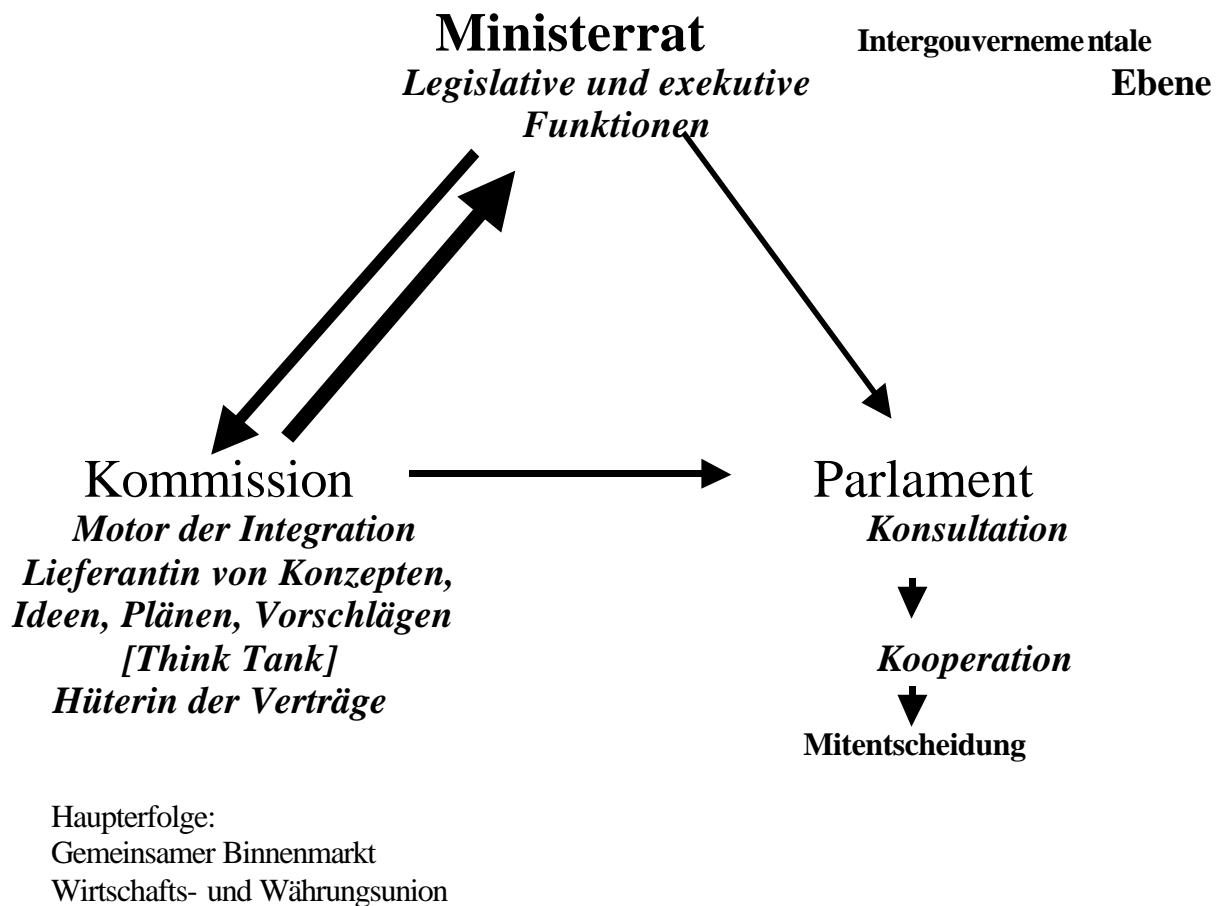 Ministerrat
Intergouvernementale
Legislative und exekutive
Ebene
Funktionen
Kommission
Parlament
Motor der Integration
Konsultation
Lieferantin von Konzepten,
Ideen, Plänen, Vorschlägen
[Think Tank]
Kooperation
Hüterin der Verträge
Mitentscheidung
Haupterfolge:
Gemeinsamer Binnenmarkt
Wirtschafts- und Währungsunion